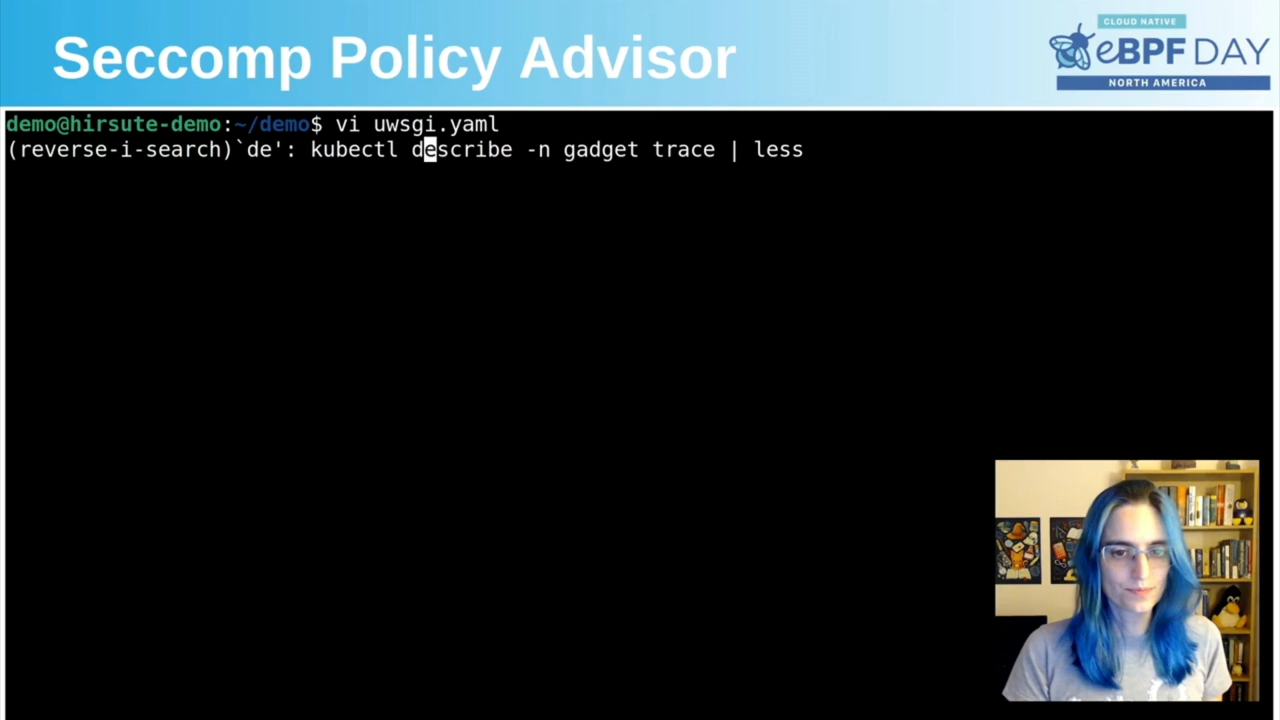 Seccomp Policy Advisor
CLOUD NATIVE
eBPF DAY
NORTH AMERICA
demo@hirsute-demo:~/demo$ vi uwsgi.yaml
(reverse-i-search)`de': kubectl describe -n gadget trace | less